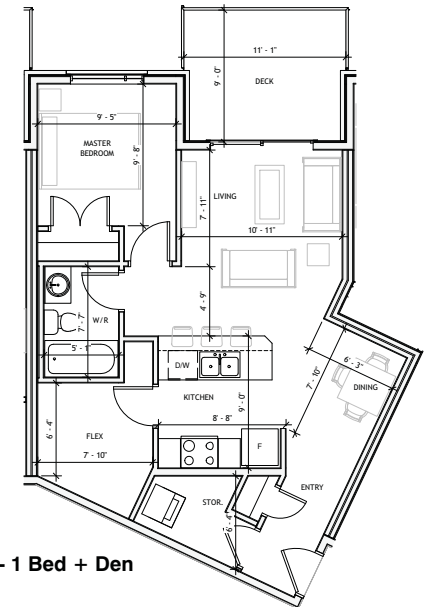 11' - 1"
9' - 0"
DECK
9' - 5"
MASTER
BEDROOM
9' - 8"
LIVING
7' - 11"
10' - 11"
W/R
7' - 7"
5' - 1"
4' - 9"
D/W
KITCHEN
8' - 8"
9' - 0"
F
6' - 3"
DINING
7' - 10"
6' - 4"
FLEX
7' - 10"
STOR.
6' - 4"
ENTRY
- 1 Bed + Den